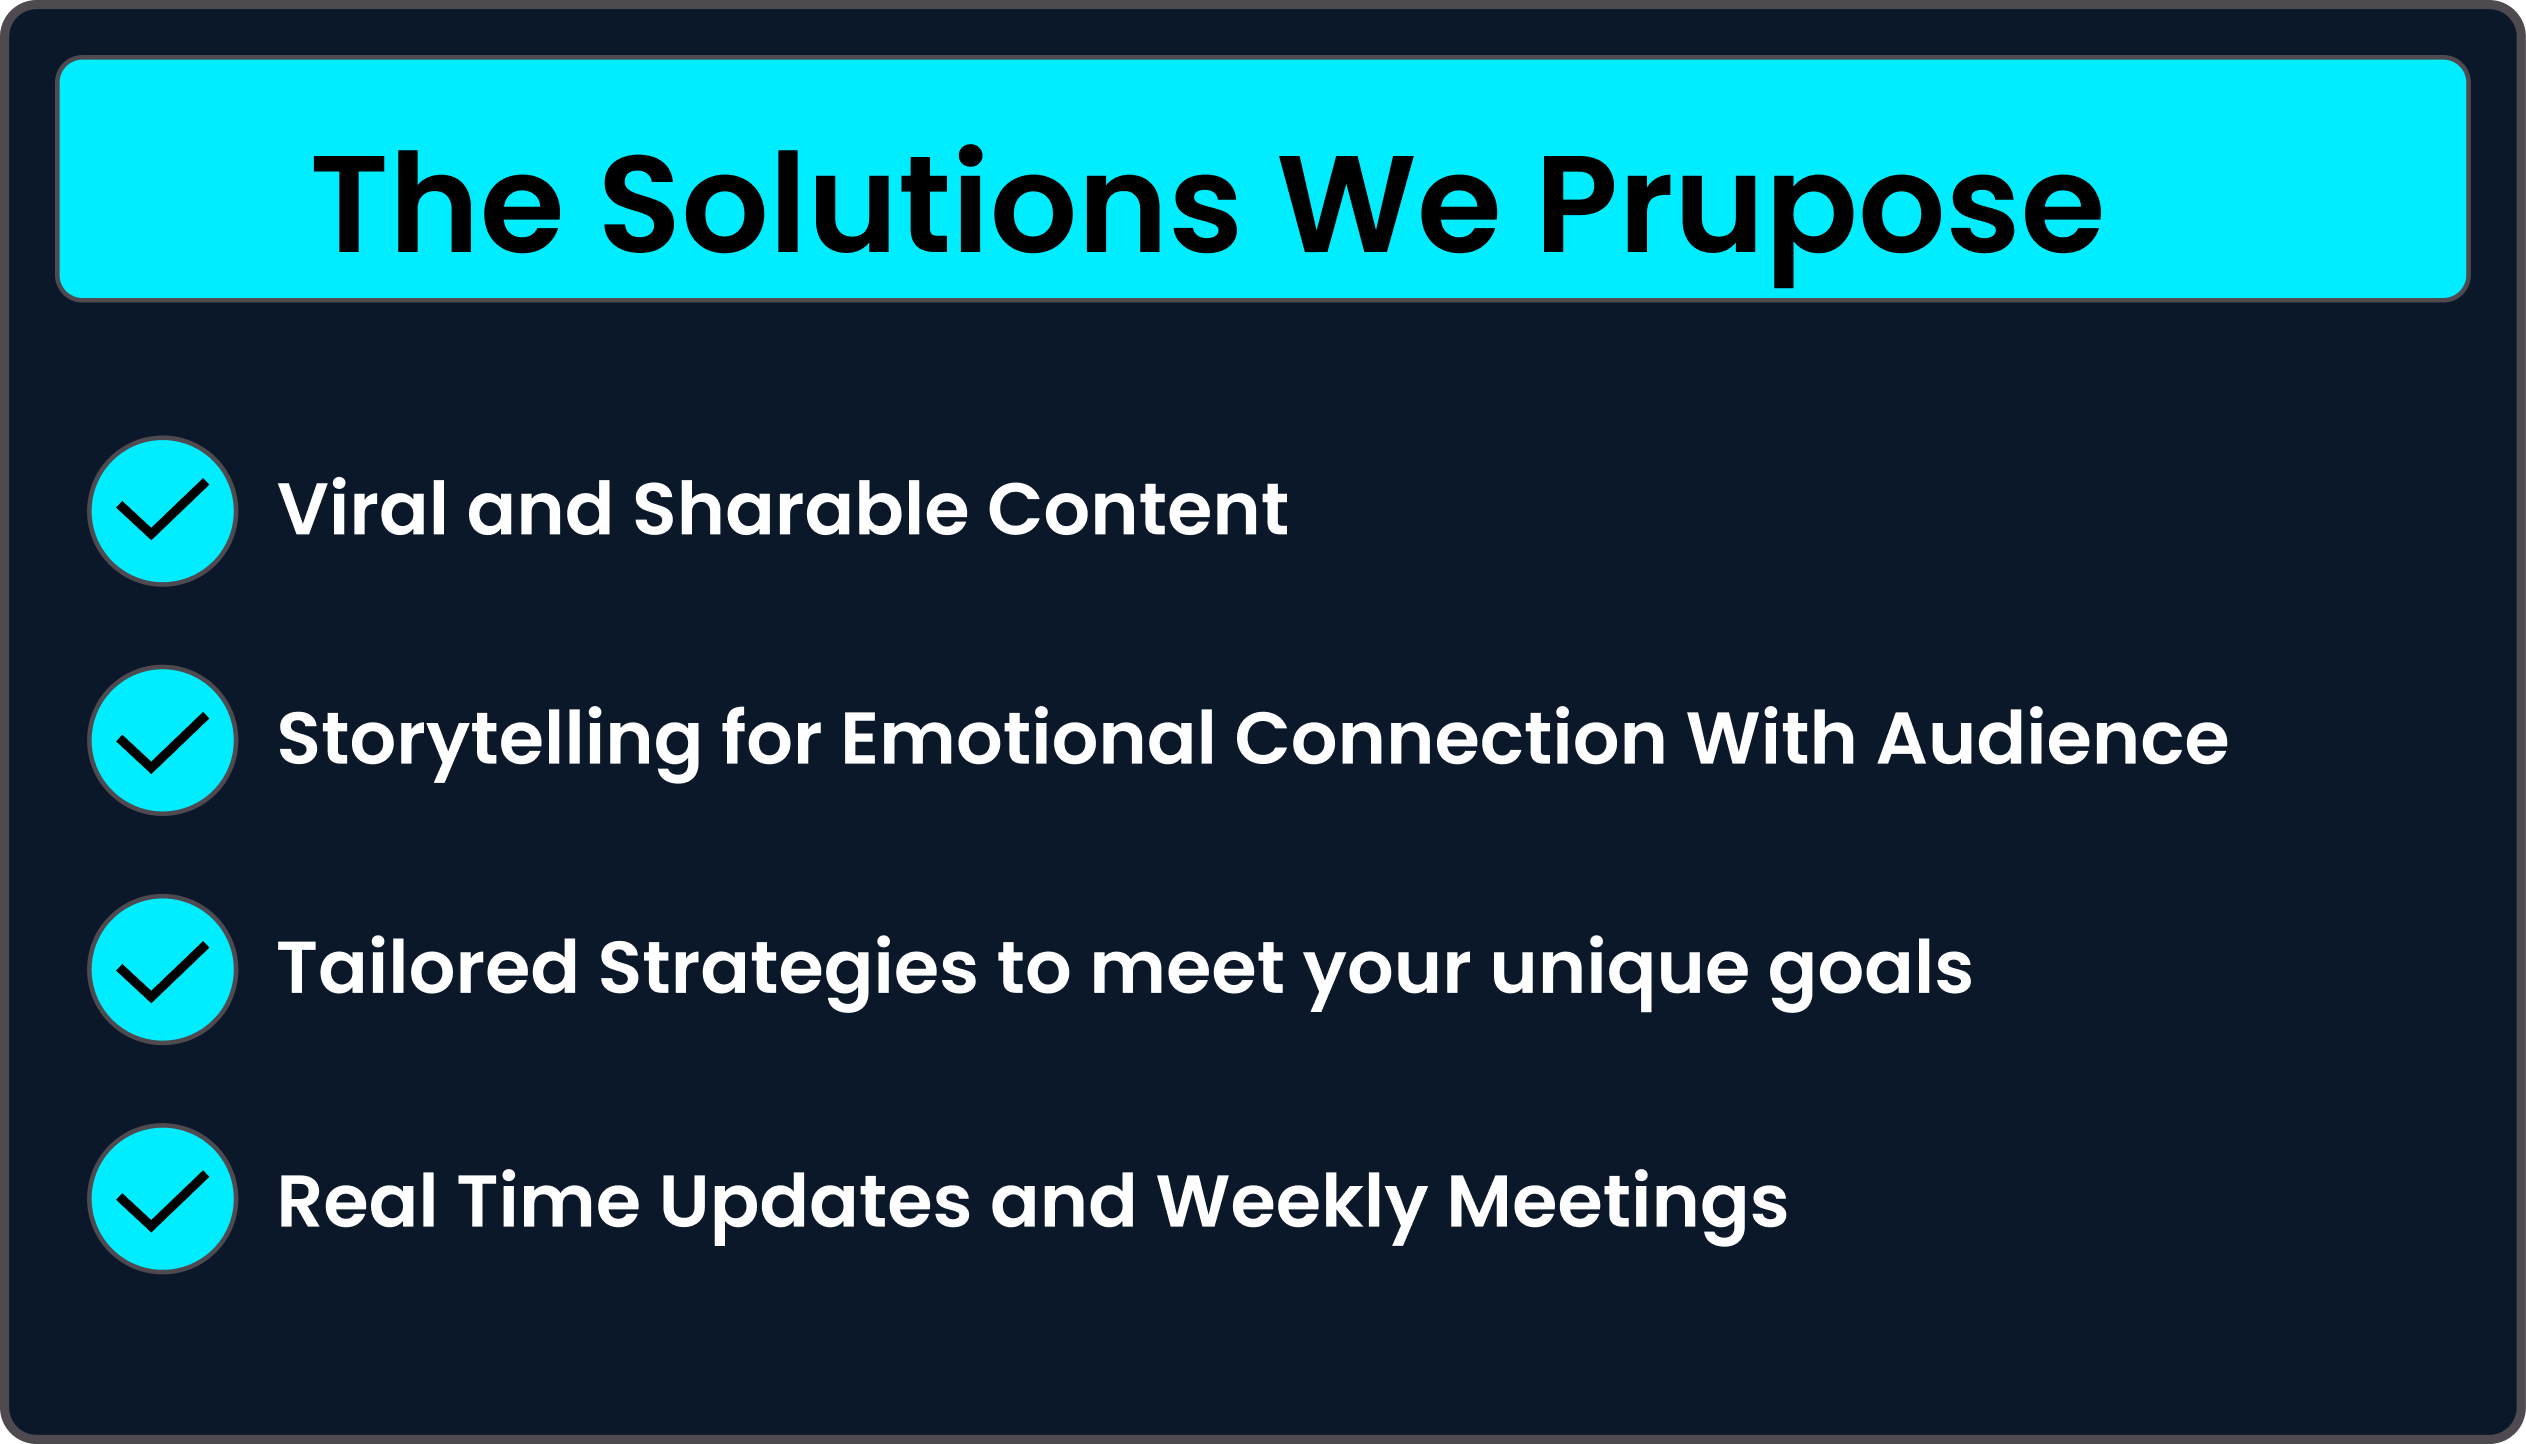 The Solutions We Prupose
Viral and Sharable Content
Storytelling for Emotional Connection With Audience
Tailored Strategies to meet your unique goals
Real Time Updates and Weekly Meetings